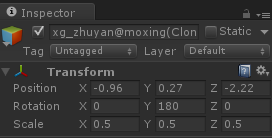 Inspector
xg_zhuyan@moxing(Clon Static
Tag Untagged Layer Default
Transform
Position X -0.96 Y 0.27 Z -2.22
Rotation X 0 Y 180 Z 0
Scale X 0.5 Y 0.5 Z 0.5